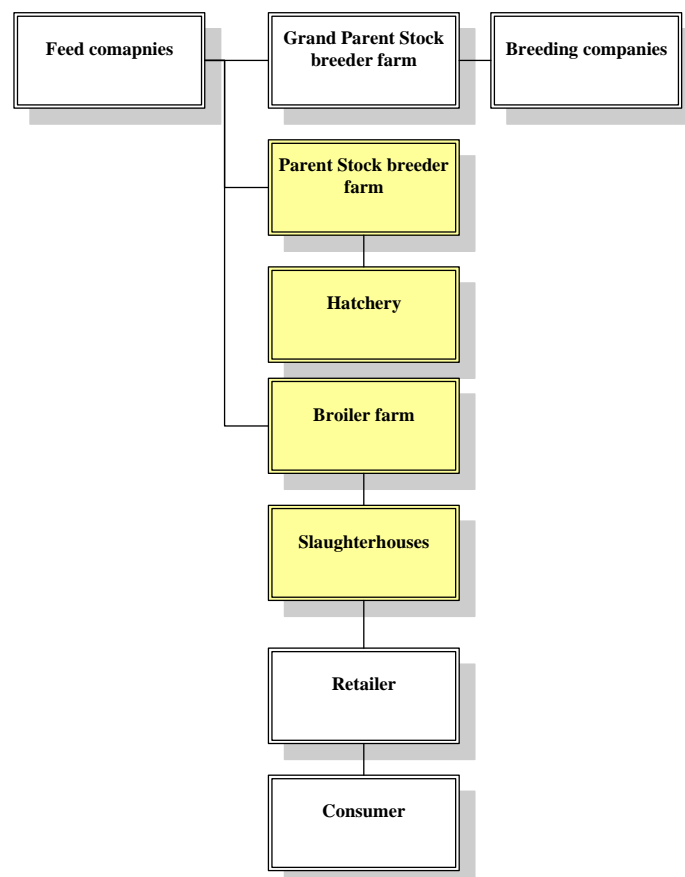 Feed comapnies
Grand Parent Stock
breeder farm
Breeding companies
Parent Stock breeder
farm
Hatchery
Broiler farm
Slaughterhouses
Retailer
Consumer